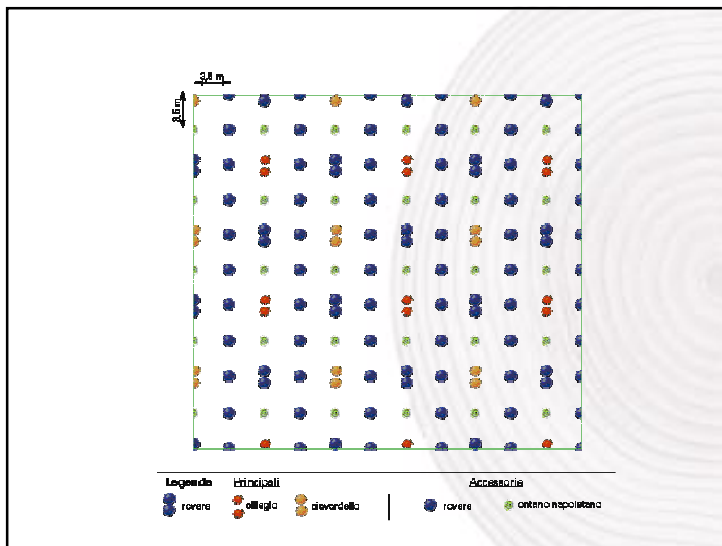 3,5 m
3,5 m
Legenda Principali Accessorie
rovere ciliegio ciavardello rovere ontano napoletano